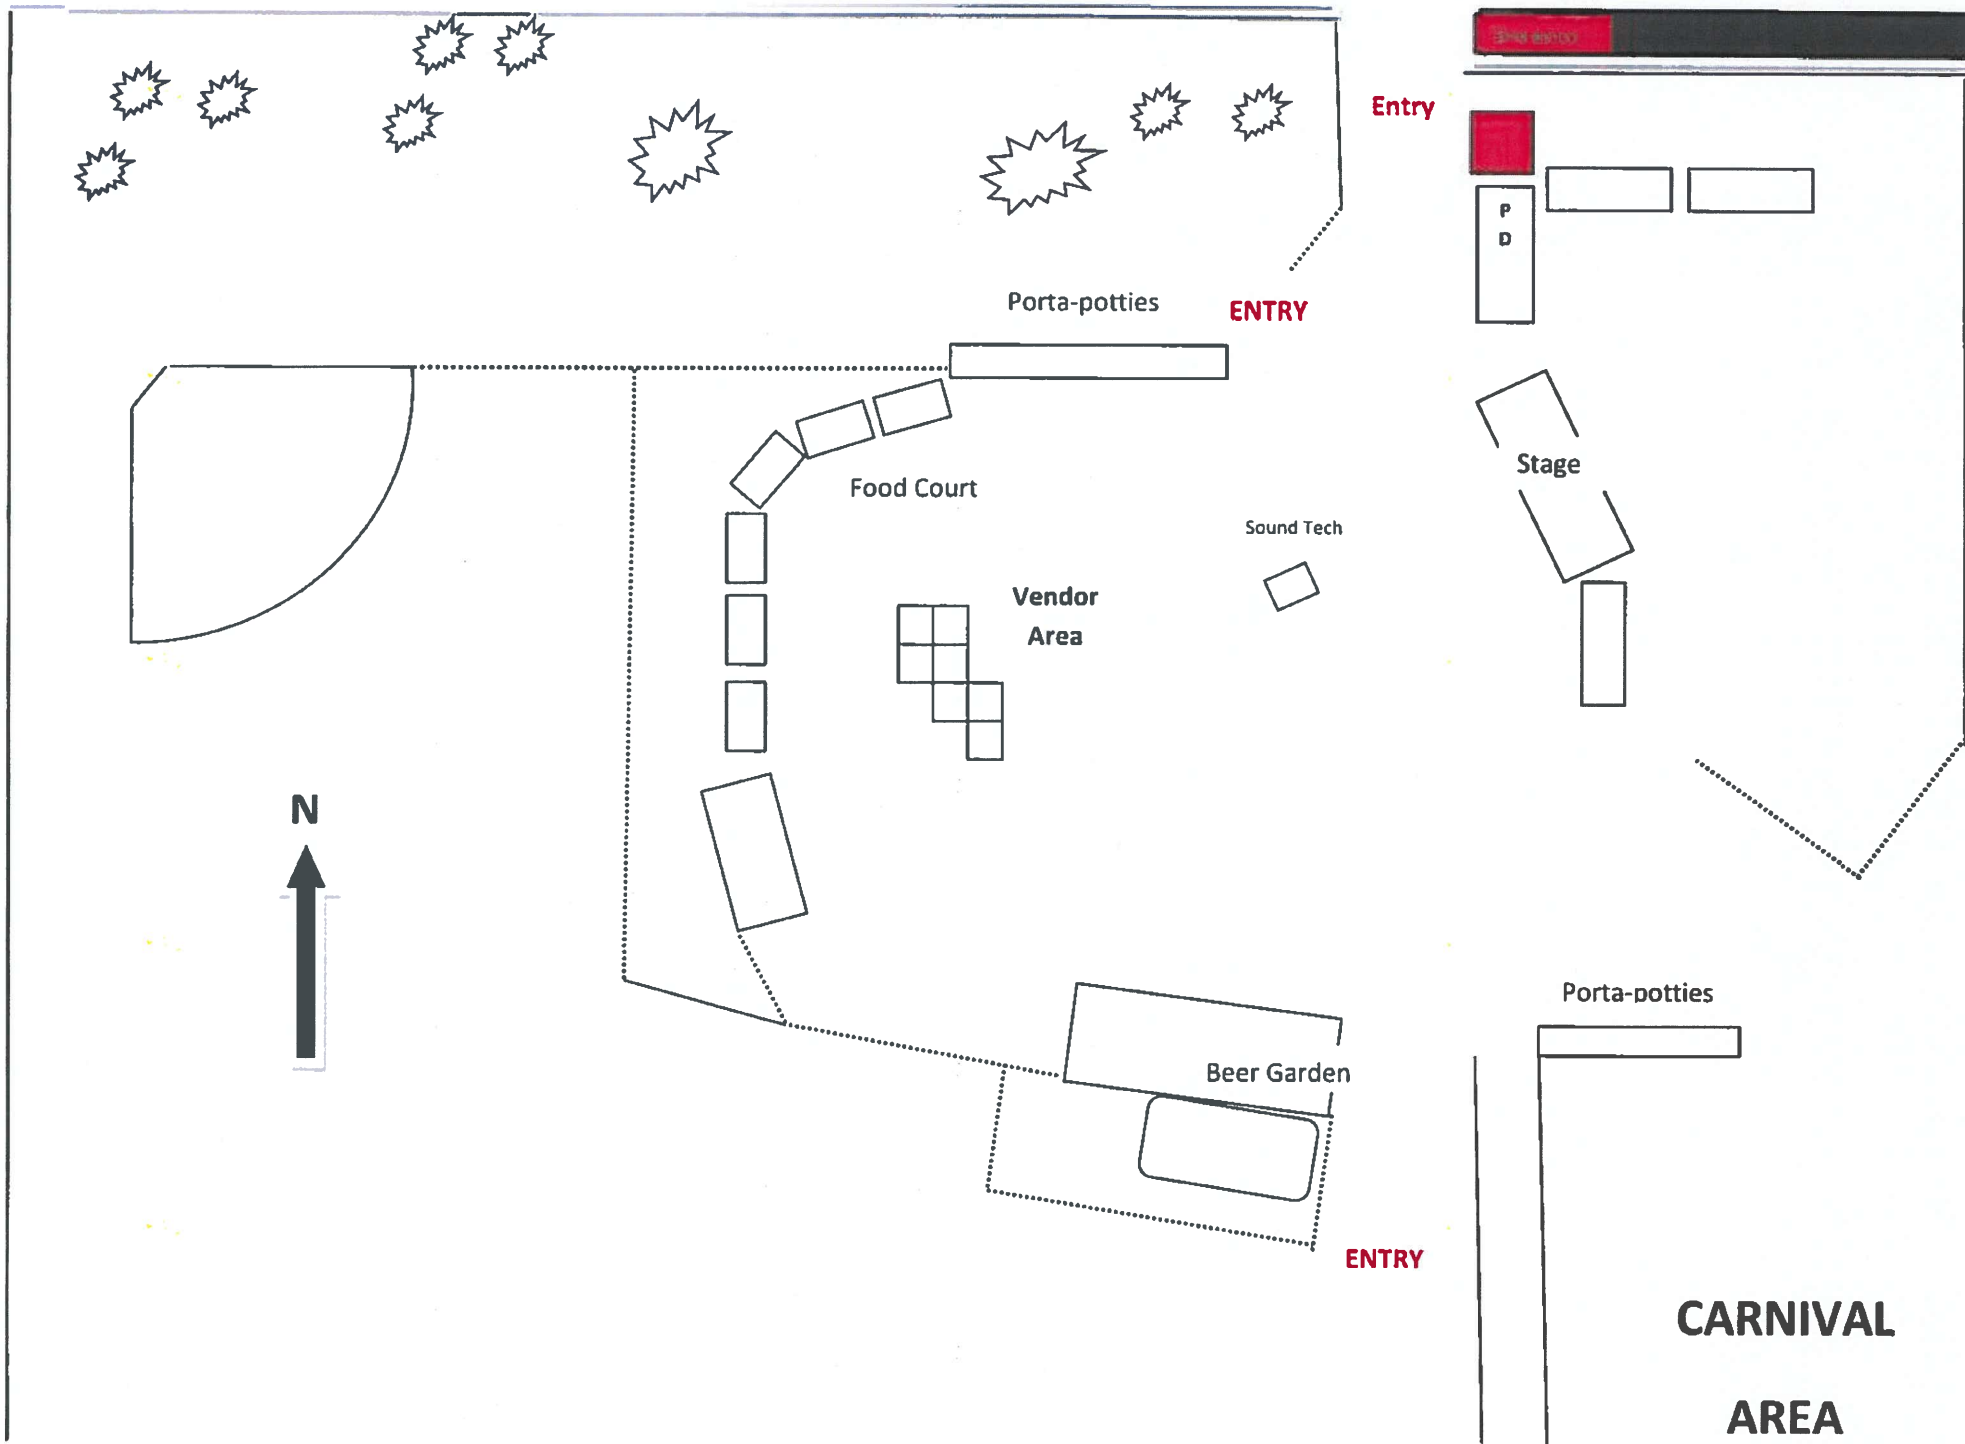 Entry
P
D
Porta-potties
ENTRY
Food Court
Stage
Sound Tech
Vendor
Area
N
Porta-potties
Beer Garden
ENTRY
CARNIVAL
AREA